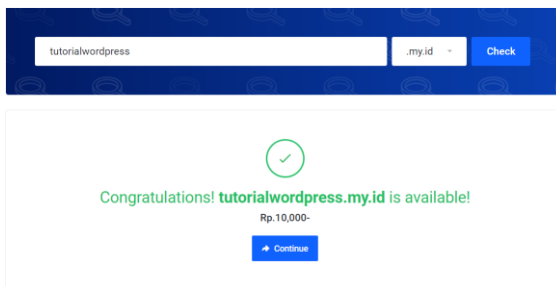 tutorialwordpress
.my.id
Check
Congratulations! tutorialwordpress.my.id is available!
Rp.10,000-
Continue